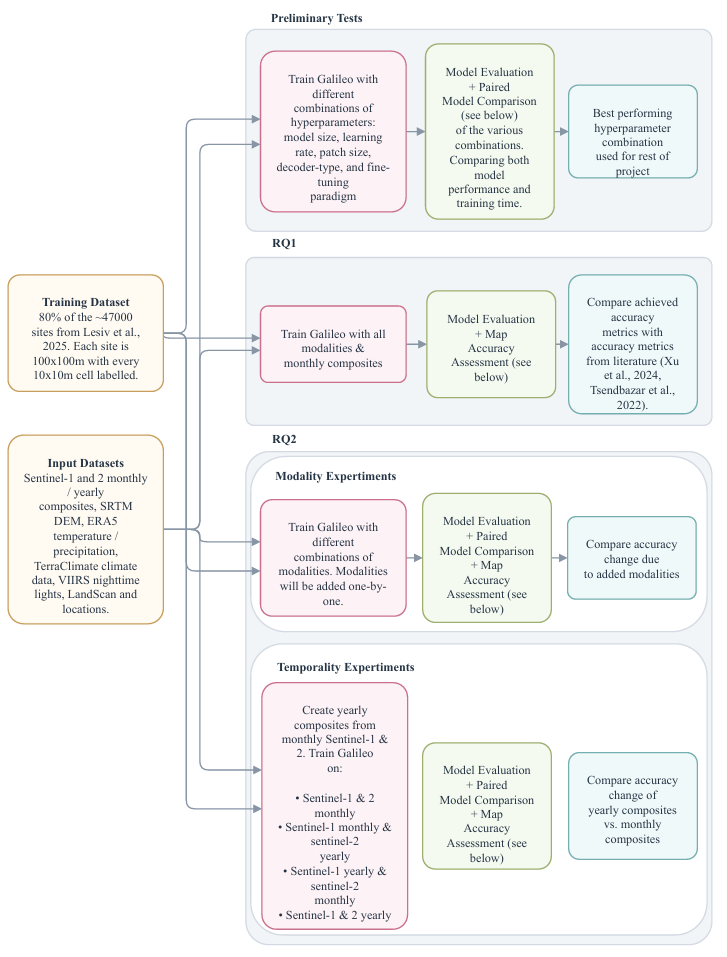 Preliminary Tests
Train Galileo with
different
combinations of
hyperparameters:
model size, learning
rate, patch size,
decoder-type, and fine-
tuning
paradigm
Model Evaluation
+ Paired
Model Comparison
(see below)
of the various
combinations.
Comparing both
model
performance and
training time.
Best performing
hyperparameter
combination
used for rest of
project
RQ1
Training Dataset
80% of the ~47000
sites from Lesiv et al.,
2025. Each site is
100x100m with every
10x10m cell labelled.
Train Galileo with all
modalities &
monthly composites
Model Evaluation
+ Map
Accuracy
Assessment (see
below)
Compare achieved
accuracy
metrics with
accuracy metrics
from literature (Xu
et al., 2024,
Tsendbazar et al.,
2022).
Input Datasets
Sentinel-1 and 2 monthly
/ yearly
composites, SRTM
DEM, ERA5
temperature /
precipitation,
TerraClimate climate
data, VIIRS nighttime
lights, LandScan and
locations.
RQ2
Modality Expertiments
Train Galileo with
different
combinations of
modalities. Modalities
will be added one-by-
one.
Model Evaluation
+ Paired
Model Comparison
+ Map
Accuracy
Assessment (see
below)
Compare accuracy
change due
to added modalities
Temporality Experiments
Create yearly
composites from
monthly Sentinel-1 &
2. Train Galileo
on:
• Sentinel-1 & 2
monthly
• Sentinel-1 monthly &
sentinel-2
yearly
• Sentinel-1 yearly &
sentinel-2
monthly
• Sentinel-1 & 2 yearly
Model Evaluation
+ Paired
Model Comparison
+ Map
Accuracy
Assessment (see
below)
Compare accuracy
change of
yearly composites
vs. monthly
composites